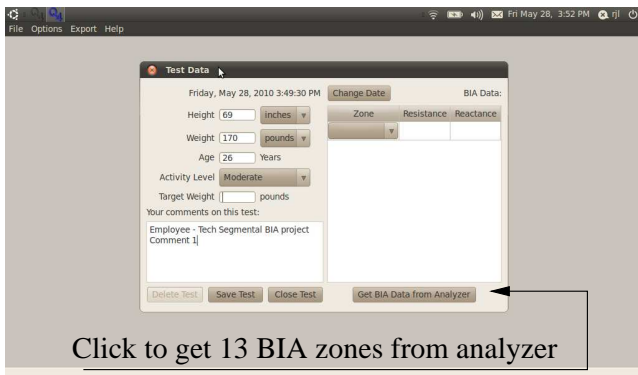 Fri May 28, 3:52 PM rjl
File Options Export Help
Test Data
Friday, May 28, 2010 3:49:30 PM Change Date BIA Data:
Height 69 inches
Weight 170 pounds
Age 26 Years
Activity Level Moderate
Target Weight pounds
Your comments on this test:
Employee - Tech Segmental BIA project
Comment 1
Zone Resistance Reactance
Delete Test Save Test Close Test Get BIA Data from Analyzer
Click to get 13 BIA zones from analyzer